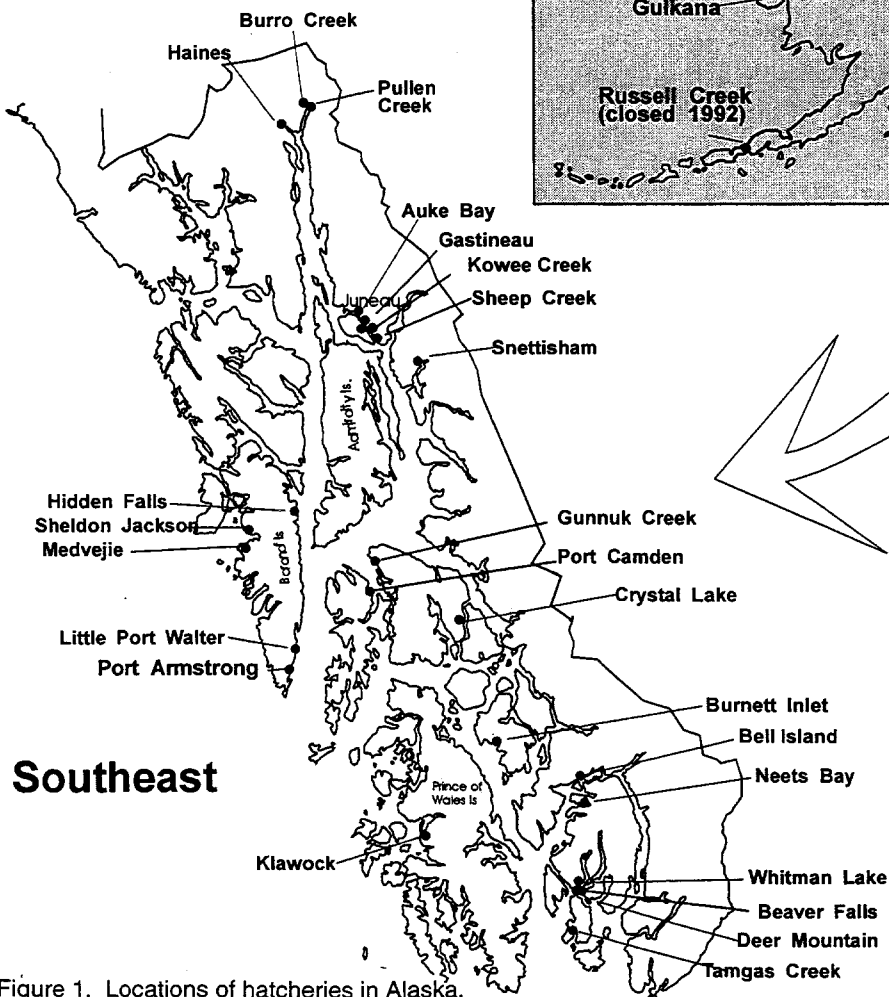 Burro Creek
Haines
Pullen
Creek
Gulkana
Russell Creek
(closed 1992)
Auke Bay
Gastineau
Kowee Creek
Juneau
Sheep Creek
Snettisham
Admiralty Is.
Hidden Falls
Sheldon Jackson
Medvejie
Baranof Is
Gunnuk Creek
Port Camden
Crystal Lake
Little Port Walter
Port Armstrong
Burnett Inlet
Bell Island
Neets Bay
Southeast
Prince of
Wales Is
Klawock
Whitman Lake
Beaver Falls
Deer Mountain
Tamgas Creek
Figure 1. Locations of hatcheries in Alaska.